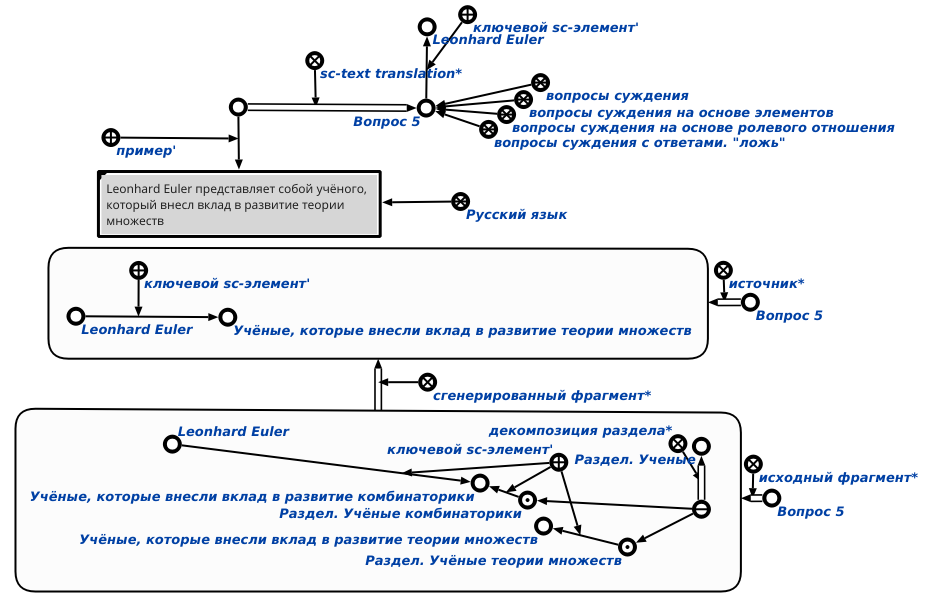 ключевой sc-элемент'
Leonhard Euler
sc-text translation*
вопросы суждения
вопросы суждения на основе элементов
Вопрос 5
вопросы суждения на основе ролевого отношения
вопросы суждения с ответами. "ложь"
пример'
Leonhard Euler представляет собой учёного,
который внесл вклад в развитие теории
множеств
Русский язык
ключевой sc-элемент'
источник*
Вопрос 5
Leonhard Euler
Учёные, которые внесли вклад в развитие теории множеств
сгенерированный фрагмент*
Leonhard Euler
декомпозиция раздела*
ключевой sc-элемент'
Раздел. Ученые
исходный фрагмент*
Учёные, которые внесли вклад в развитие комбинаторики
Раздел. Учёные комбинаторики
Вопрос 5
Учёные, которые внесли вклад в развитие теории множеств
Раздел. Учёные теории множеств